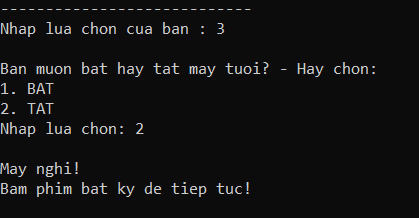 ----------------------------
Nhap lua chon cua ban : 3
Ban muon bat hay tat may tuoi? - Hay chon:
1. BAT
2. TAT
Nhap lua chon: 2
May nghi!
Bam phim bat ky de tiep tuc!